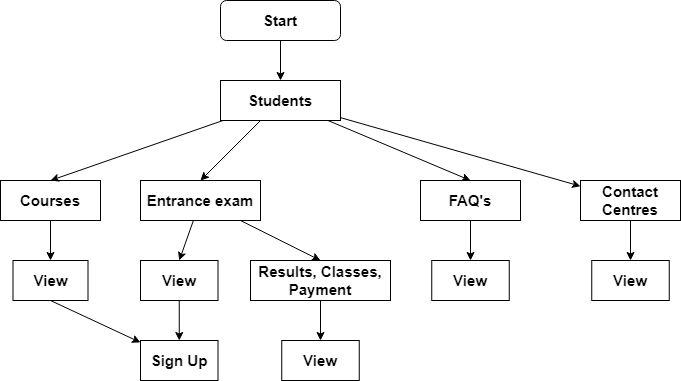 Start
Students
Courses
Entrance exam
FAQ's
Contact
Centres
View
View
Results, Classes,
Payment
View
View
Sign Up
View